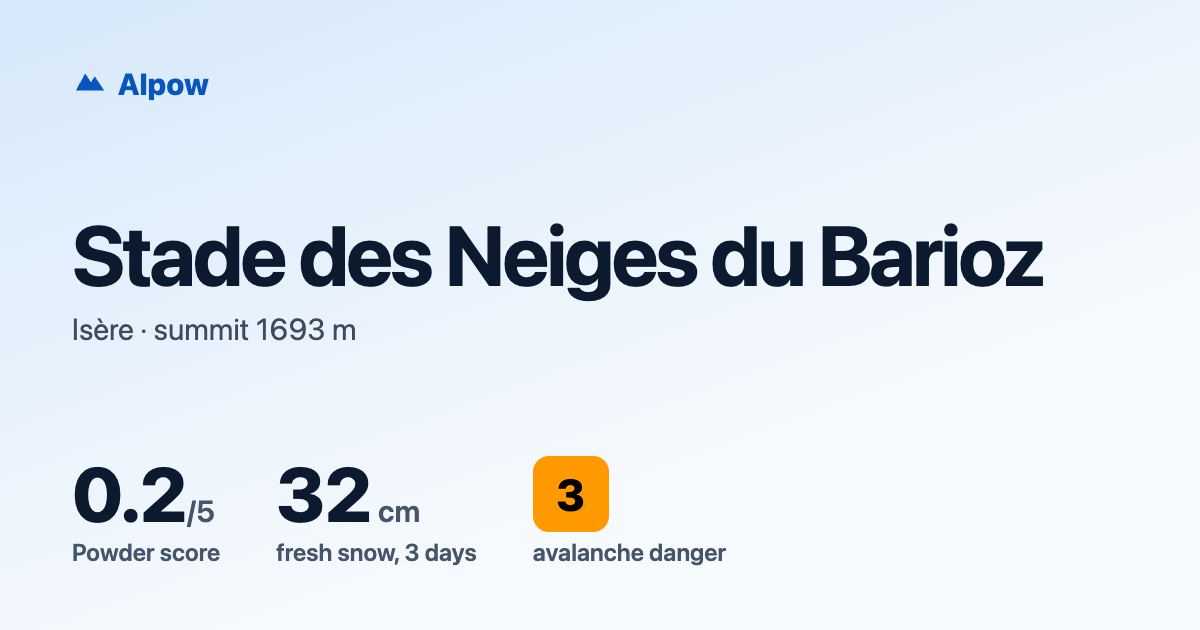 Alpow
Stade des Neiges du Barioz
Isère · summit 1693 m
0.2/5 32 cm 3
Powder score fresh snow, 3 days avalanche danger